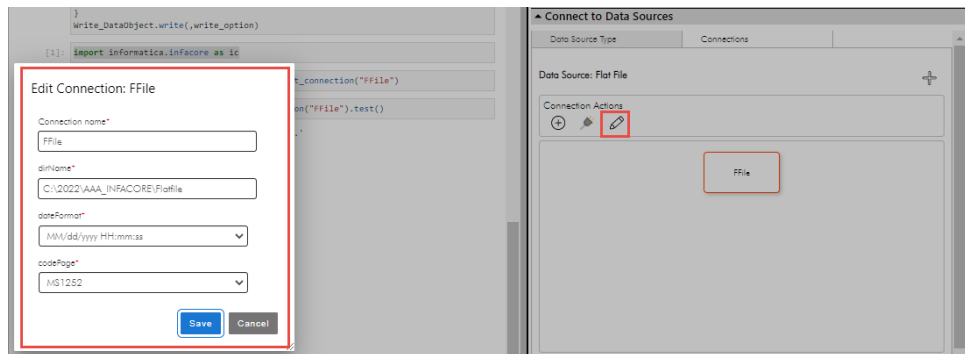 }
Write_DataObject.write(,write_option)
[1]: import informatica.infacore as ic
t_connection("FFile")
on("FFile").test()
.'
Edit Connection: FFile
Connection name*
FFile
dirName*
C:\2022\AAA_INFACORE\Flatfile
dateFormat*
MM/dd/yyyy HH:mm:ss
codePage*
MS1252
Save Cancel
Connect to Data Sources
Data Source Type Connections
Data Source: Flat File
Connection Actions
FFile